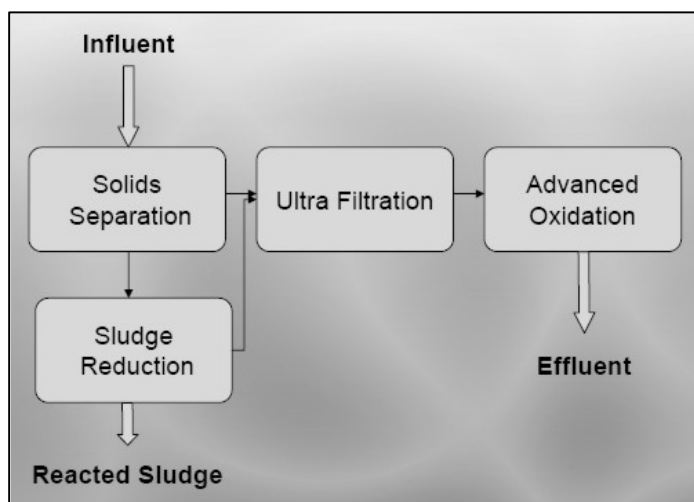 Influent
Solids
Separation
Ultra Filtration
Advanced
Oxidation
Sludge
Reduction
Effluent
Reacted Sludge